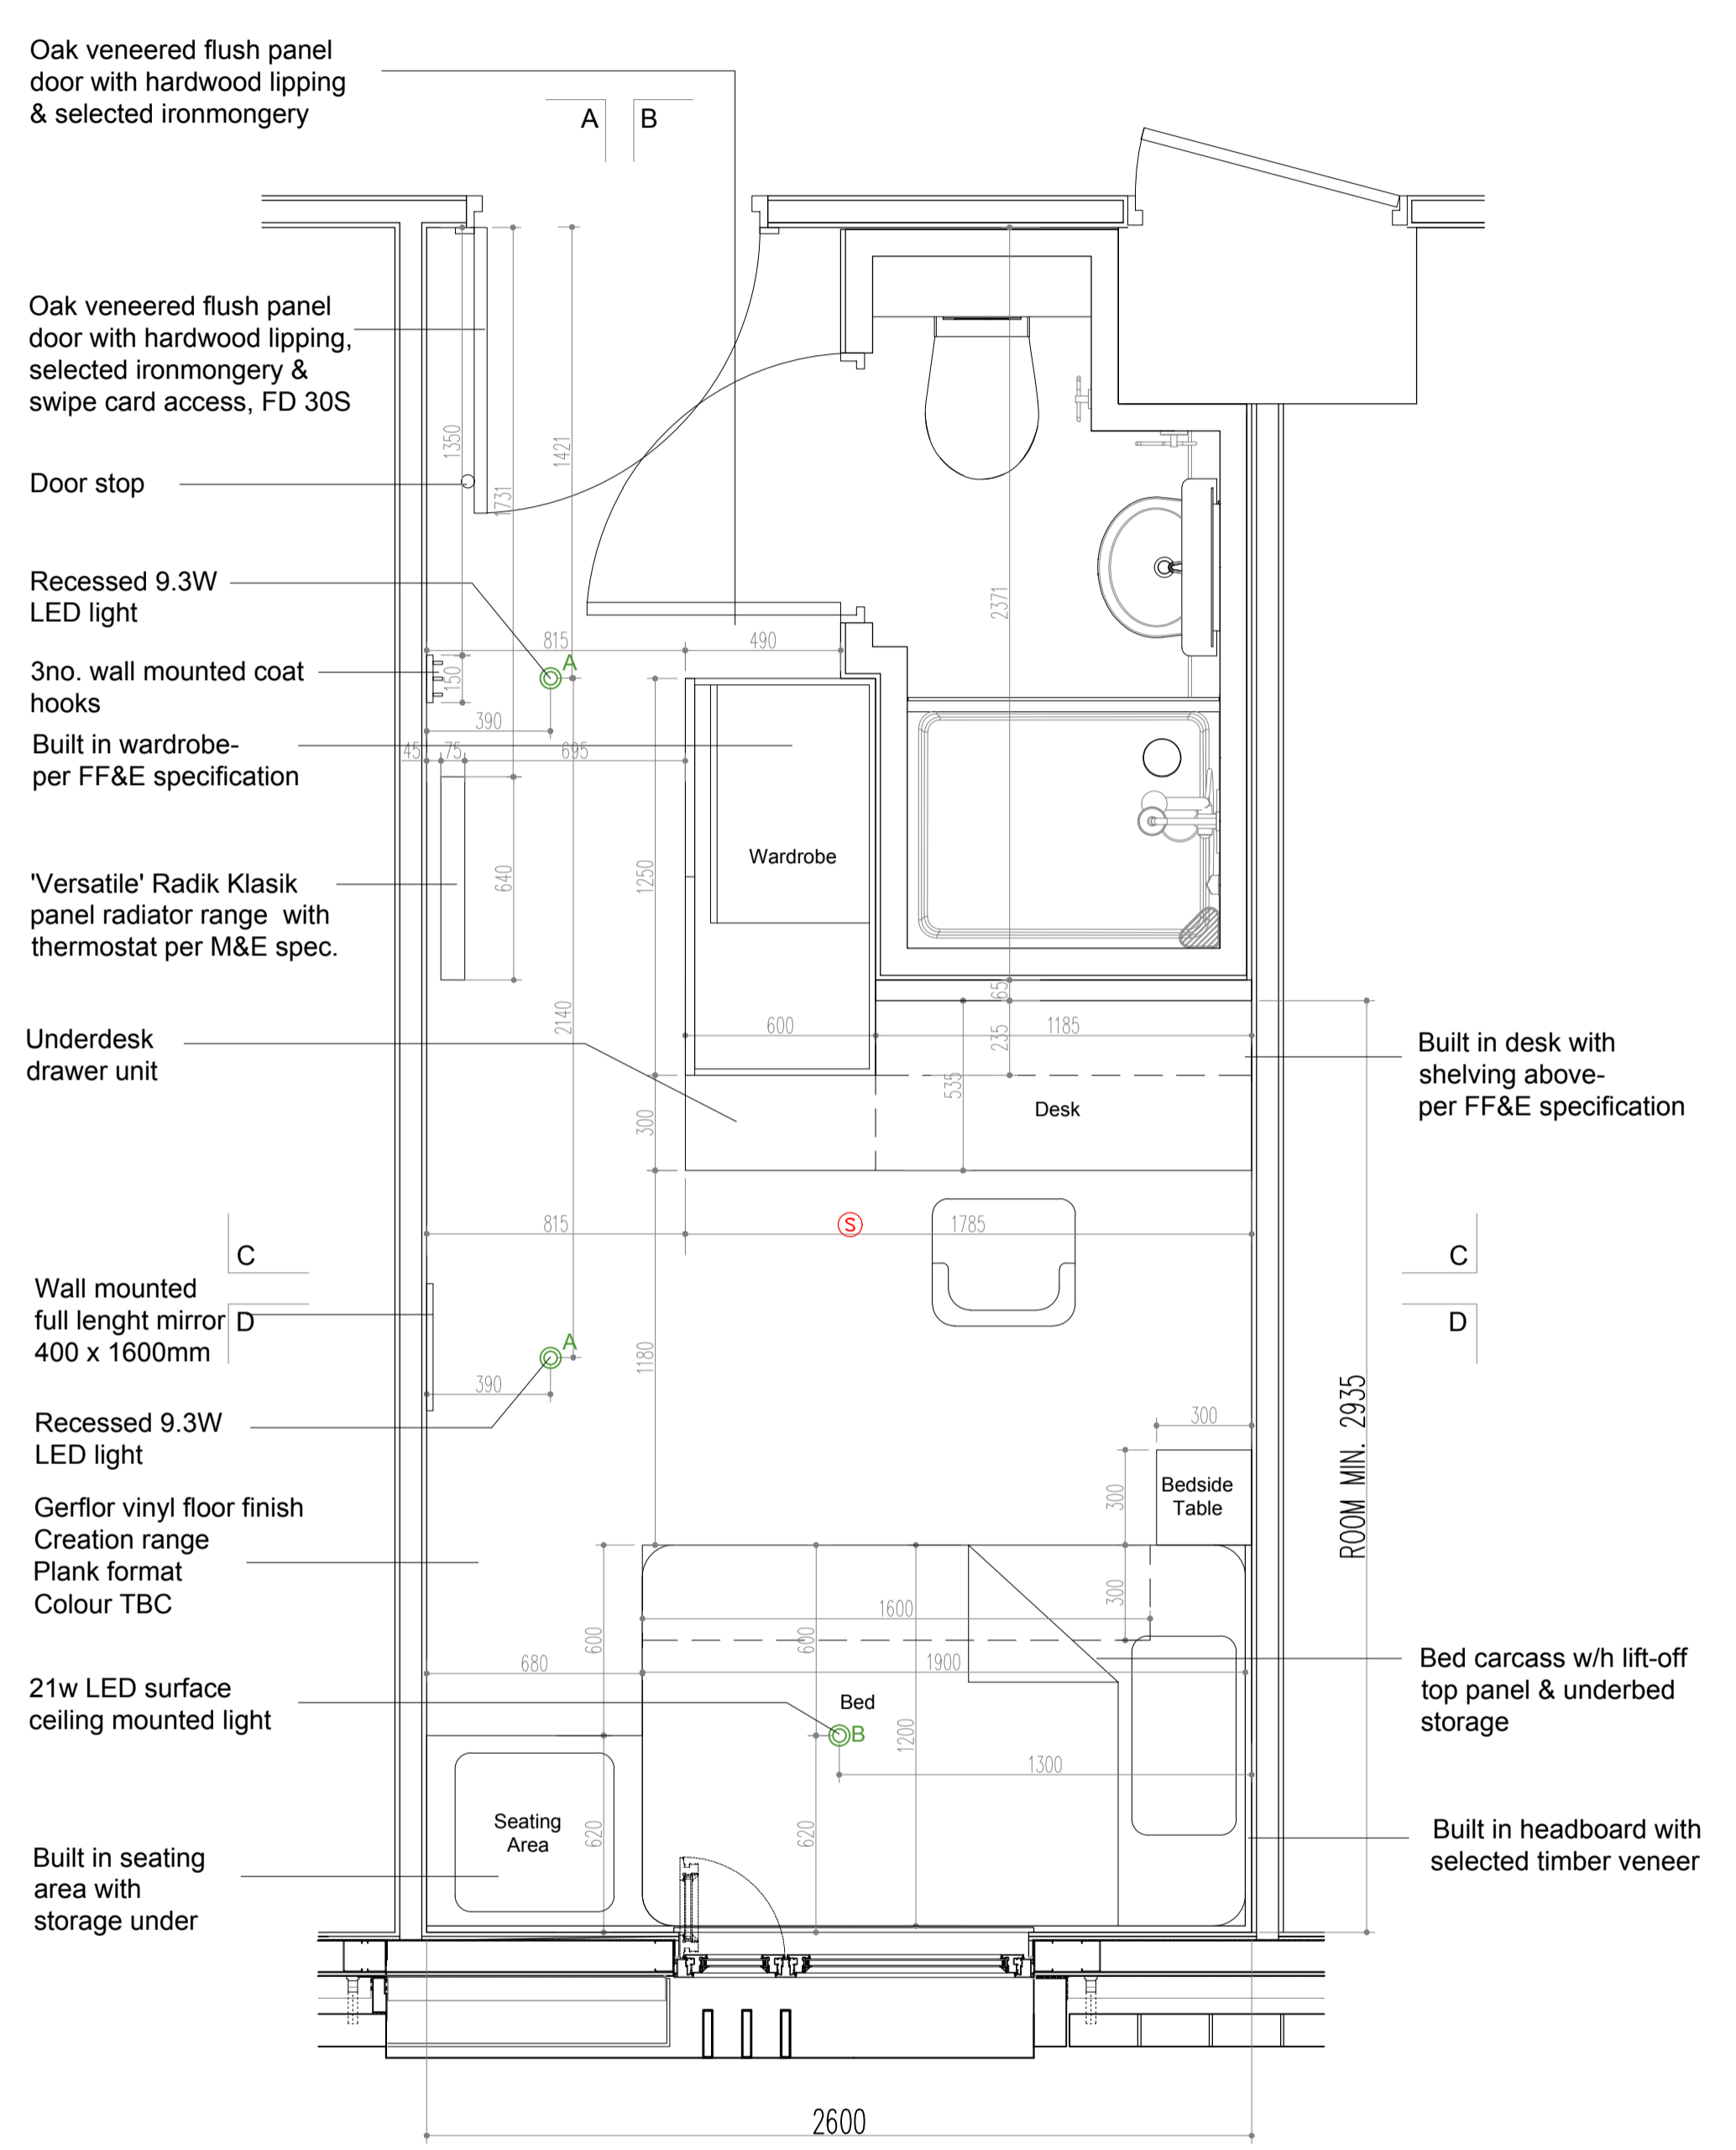 Oak veneered flush panel
door with hardwood lipping
& selected ironmongery
A
B
Oak veneered flush panel
door with hardwood lipping,
selected ironmongery &
swipe card access, FD 30S
1350
1421
1731
Door stop
Recessed 9.3W
LED light
2371
815
490
A
3no. wall mounted coat
hooks
150
390
Built in wardrobe-
per FF&E specification
45
75
695
Wardrobe
'Versatile' Radik Klasik
panel radiator range with
thermostat per M&E spec.
640
1250
2140
65
Underdesk
drawer unit
600
235
1185
Built in desk with
shelving above-
per FF&E specification
535
300
Desk
815
S
1785
C
C
Wall mounted
full lenght mirror
400 x 1600mm
D
D
A
1180
390
ROOM MIN. 2935
Recessed 9.3W
LED light
300
300
Bedside
Table
Gerflor vinyl floor finish
Creation range
Plank format
Colour TBC
300
1600
600
600
680
1900
Bed carcass w/h lift-off
top panel & underbed
storage
21w LED surface
ceiling mounted light
Bed
B
1200
1300
Seating
Area
620
620
Built in headboard with
selected timber veneer
Built in seating
area with
storage under
2600